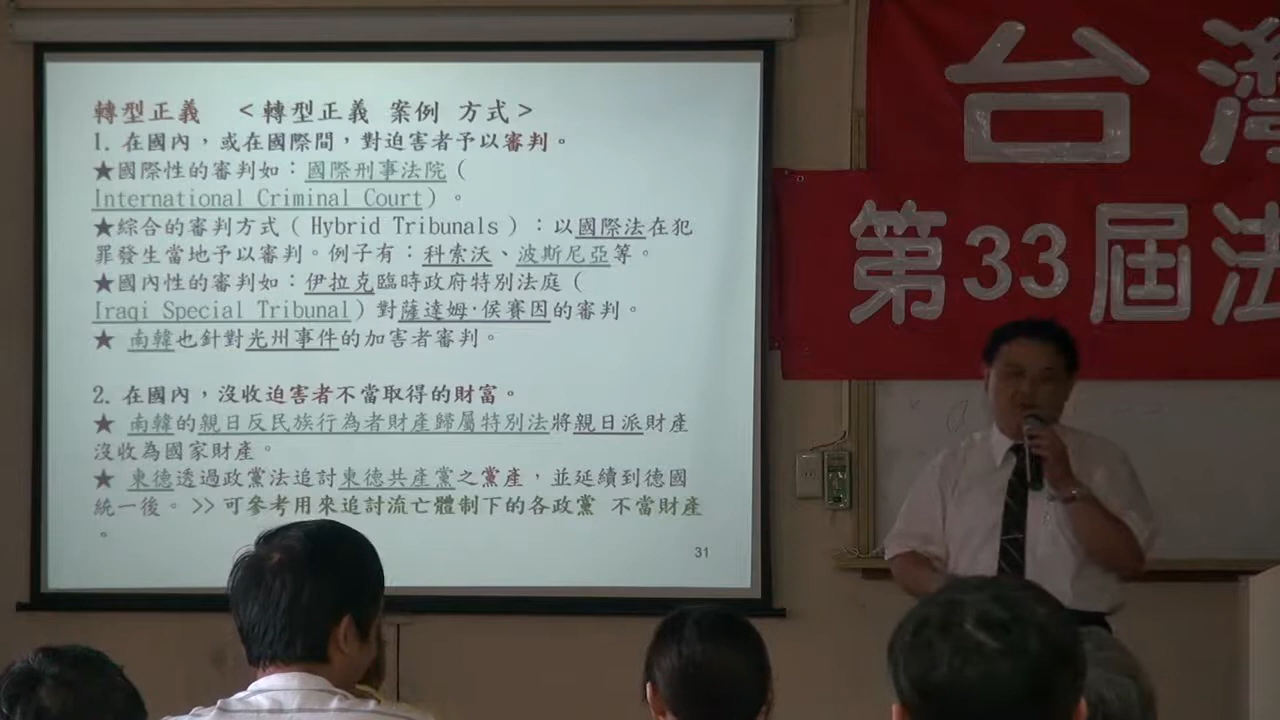 轉型正義 <轉型正義 案例 方式>
1. 在國內，或在國際間，對迫害者予以審判。
★國際性的審判如：國際刑事法院（
International Criminal Court）。
★綜合的審判方式（Hybrid Tribunals）：以國際法在犯
罪發生當地予以審判。例子有：科索沃、波斯尼亞等。
★國內性的審判如：伊拉克臨時政府特別法庭（
Iraqi Special Tribunal）對薩達姆·侯賽因的審判。
★ 南韓也針對光州事件的加害者審判。
2. 在國內，沒收迫害者不當取得的財富。
★ 南韓的親日反民族行為者財產歸屬特別法將親日派財產
沒收為國家財產。
★ 東德透過政黨法追討東德共產黨之黨產，並延續到德國
統一後。>> 可參考用來追討流亡體制下的各政黨 不當財產
。
31
台灣
第33屆法